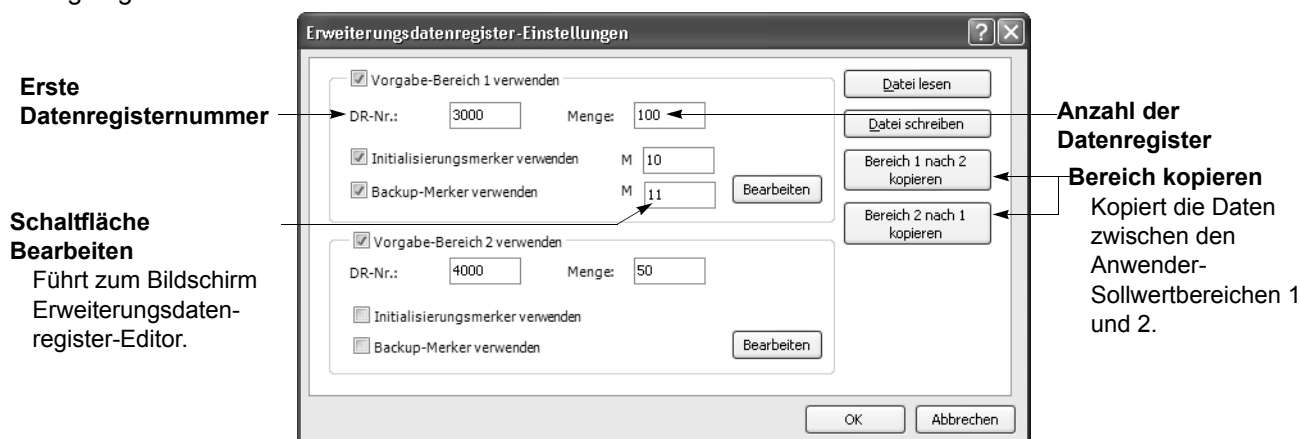 Erweiterungsdatenregister-Einstellungen
Erste
Datenregisternummer
Schaltfläche
Bearbeiten
Führt zum Bildschirm
Erweiterungsdaten-
register-Editor.
Vorgabe-Bereich 1 verwenden
DR-Nr.: 3000 Menge: 100
Initialisierungsmerker verwenden M 10
Backup-Merker verwenden M 11 Bearbeiten
Vorgabe-Bereich 2 verwenden
DR-Nr.: 4000 Menge: 50
Initialisierungsmerker verwenden
Backup-Merker verwenden Bearbeiten
Datei lesen
Datei schreiben
Bereich 1 nach 2
kopieren
Bereich 2 nach 1
kopieren
OK Abbrechen
Anzahl der
Datenregister
Bereich kopieren
Kopiert die Daten
zwischen den
Anwender-
Sollwertbereichen 1
und 2.